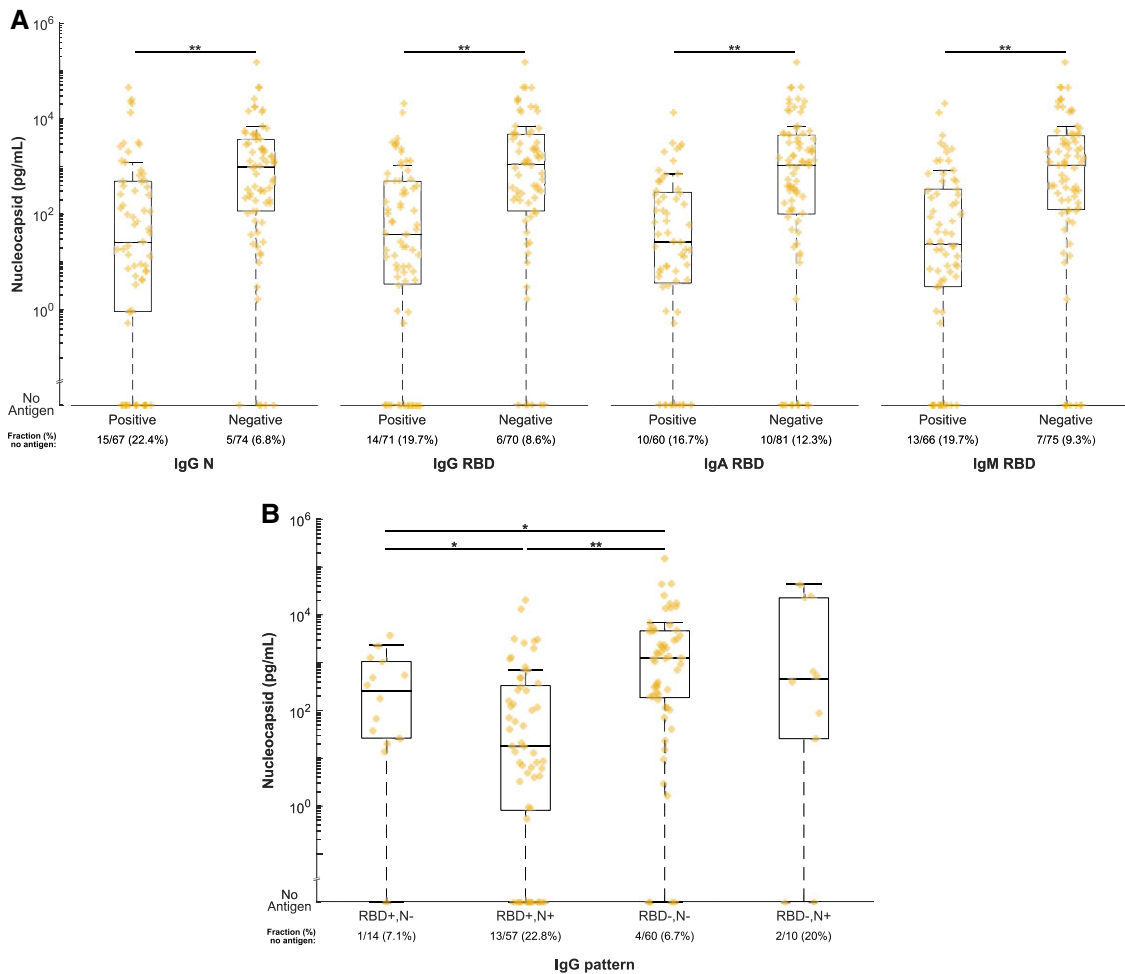 A
10^6
10^4
10^2
10^0
Nucleocapsid (pg/mL)
No
Antigen
** ** ** **
Positive Negative Positive Negative Positive Negative Positive Negative
Fraction (%)
no antigen:
15/67 (22.4%) 5/74 (6.8%) 14/71 (19.7%) 6/70 (8.6%) 10/60 (16.7%) 10/81 (12.3%) 13/66 (19.7%) 7/75 (9.3%)
IgG N IgG RBD IgA RBD IgM RBD
B
10^6
10^4
10^2
10^0
Nucleocapsid (pg/mL)
No
Antigen
*
* **
RBD+,N- RBD+,N+ RBD-,N- RBD-,N+
Fraction (%)
no antigen:
1/14 (7.1%) 13/57 (22.8%) 4/60 (6.7%) 2/10 (20%)
IgG pattern